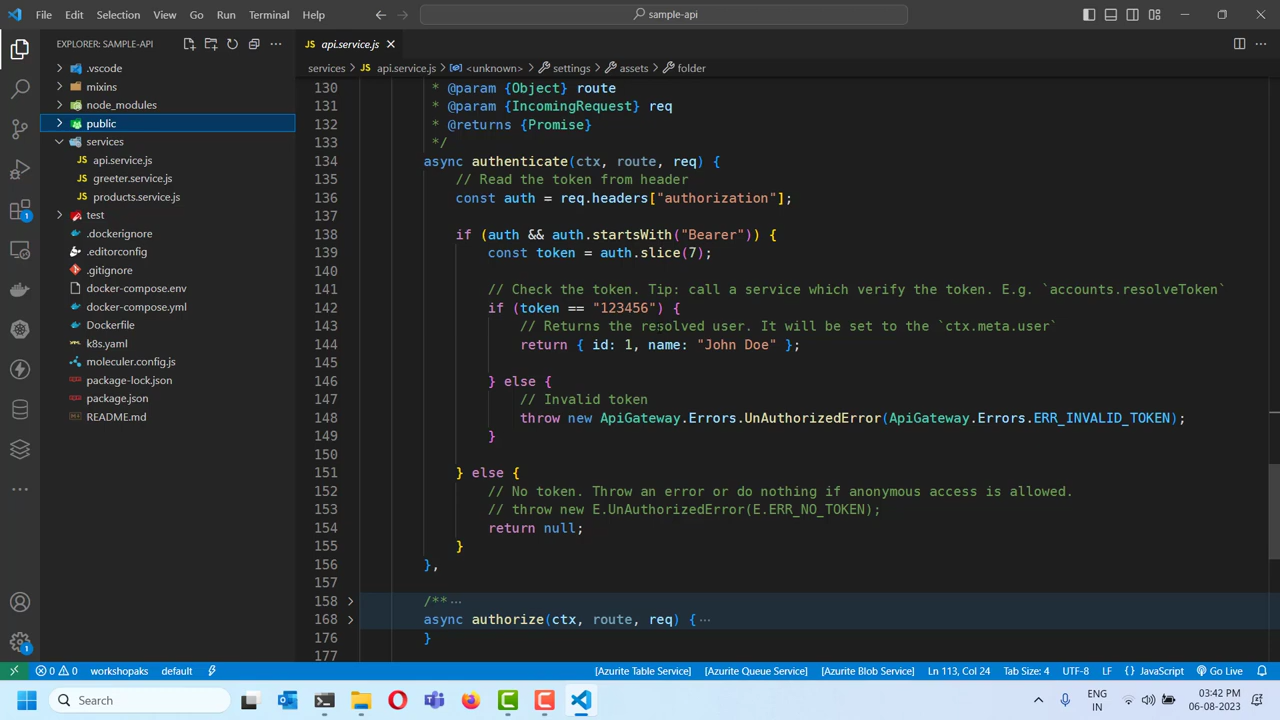 File Edit Selection View Go Run Terminal Help
sample-api
EXPLORER: SAMPLE-API
.vscode
mixins
node_modules
public
services
JS api.service.js
JS greeter.service.js
JS products.service.js
test
.dockerignore
.editorconfig
.gitignore
docker-compose.env
docker-compose.yml
Dockerfile
k8s.yaml
moleculer.config.js
package-lock.json
package.json
README.md
1
1
JS api.service.js
services > JS api.service.js > <unknown> > settings > assets > folder
130 * @param {Object} route
131 * @param {IncomingRequest} req
132 * @returns {Promise}
133 */
134 async authenticate(ctx, route, req) {
135 // Read the token from header
136 const auth = req.headers["authorization"];
137
138 if (auth && auth.startsWith("Bearer")) {
139 const token = auth.slice(7);
140
141 // Check the token. Tip: call a service which verify the token. E.g. `accounts.resolveToken`
142 if (token == "123456") {
143 // Returns the resolved user. It will be set to the `ctx.meta.user`
144 return { id: 1, name: "John Doe" };
145
146 } else {
147 // Invalid token
148 throw new ApiGateway.Errors.UnAuthorizedError(ApiGateway.Errors.ERR_INVALID_TOKEN);
149 }
150
151 } else {
152 // No token. Throw an error or do nothing if anonymous access is allowed.
153 // throw new E.UnAuthorizedError(E.ERR_NO_TOKEN);
154 return null;
155 }
156 },
157
158 /** ···
168 async authorize(ctx, route, req) { ···
176 }
177
0 0 workshopaks default [Azurite Table Service] [Azurite Queue Service] [Azurite Blob Service] Ln 113, Col 24 Tab Size: 4 UTF-8 LF {} JavaScript Go Live
Search
ENG
IN
03:42 PM
06-08-2023